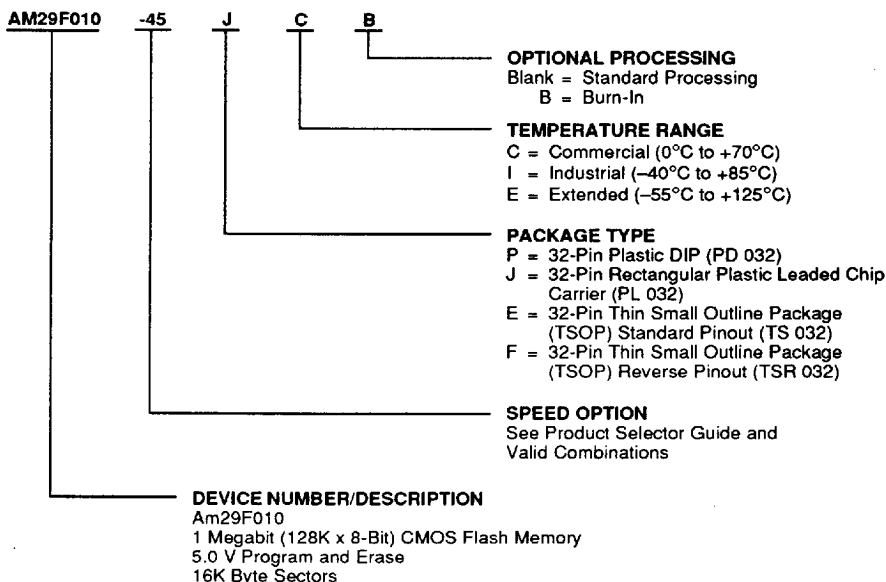 AM29F010 -45 J C B
OPTIONAL PROCESSING
Blank = Standard Processing
B = Burn-In
TEMPERATURE RANGE
C = Commercial (0°C to +70°C)
I = Industrial (–40°C to +85°C)
E = Extended (–55°C to +125°C)
PACKAGE TYPE
P = 32-Pin Plastic DIP (PD 032)
J = 32-Pin Rectangular Plastic Leaded Chip
Carrier (PL 032)
E = 32-Pin Thin Small Outline Package
(TSOP) Standard Pinout (TS 032)
F = 32-Pin Thin Small Outline Package
(TSOP) Reverse Pinout (TSR 032)
SPEED OPTION
See Product Selector Guide and
Valid Combinations
DEVICE NUMBER/DESCRIPTION
Am29F010
1 Megabit (128K x 8-Bit) CMOS Flash Memory
5.0 V Program and Erase
16K Byte Sectors